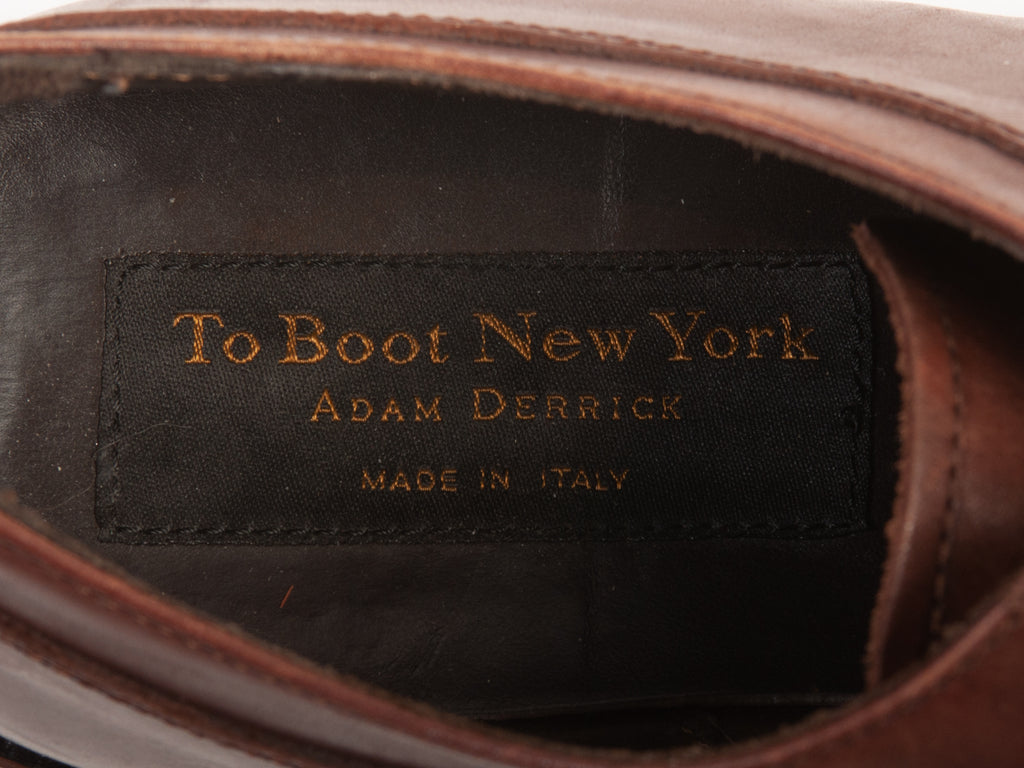 To Boot New York
ADAM DERRICK
MADE IN ITALY